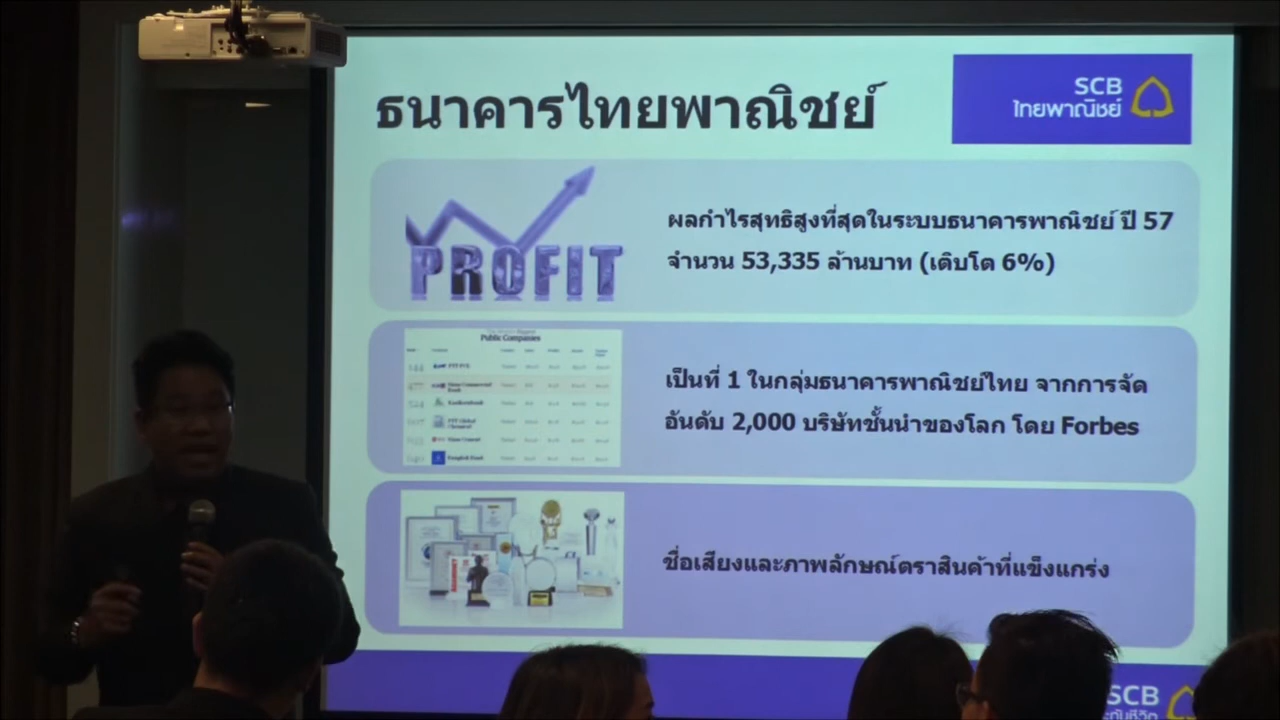 ธนาคารไทยพาณิชย์
SCB
ไทยพาณิชย์
PROFIT
ผลกำไรสุทธิสูงที่สุดในระบบธนาคารพาณิชย์ ปี 57
จำนวน 53,335 ล้านบาท (เติบโต 6%)
Public Companies
เป็นที่ 1 ในกลุ่มธนาคารพาณิชย์ไทย จากการจัด
อันดับ 2,000 บริษัทชั้นนำของโลก โดย Forbes
ชื่อเสียงและภาพลักษณ์ตราสินค้าที่แข็งแกร่ง
SCB